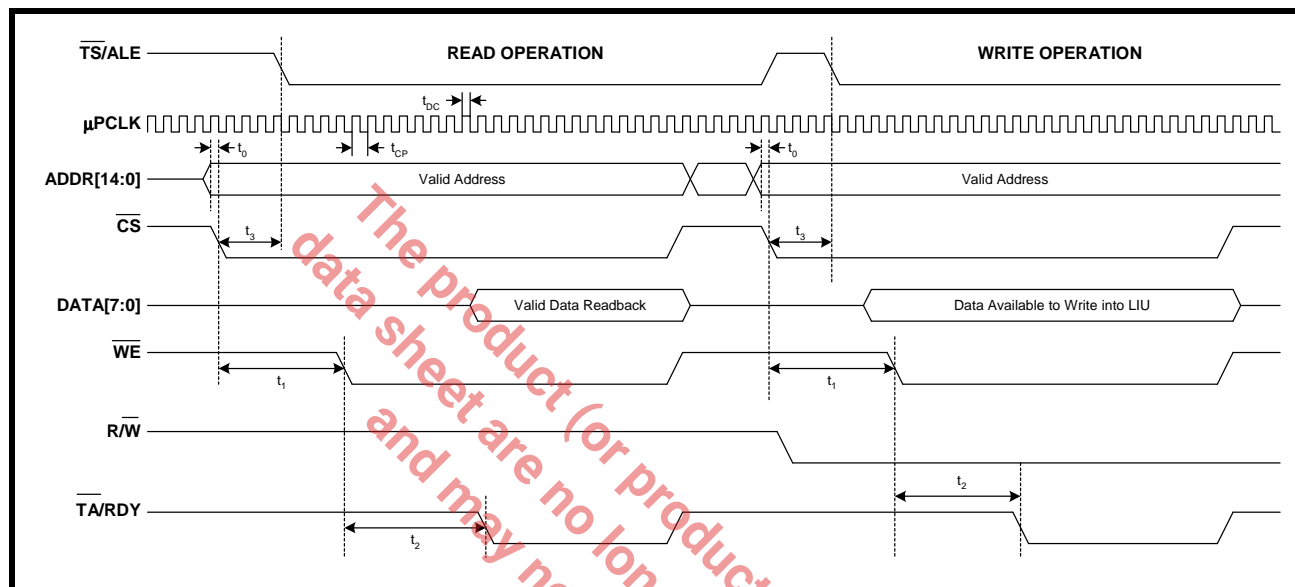 TS/ALE
READ OPERATION
WRITE OPERATION
tDC
µPCLK
t0
tCP
t0
ADDR[14:0]
Valid Address
Valid Address
CS
t3
t3
DATA[7:0]
Valid Data Readback
Data Available to Write into LIU
WE
t1
t1
R/W
t2
TA/RDY
t2
The product (or product
data sheet are no lon
and may no